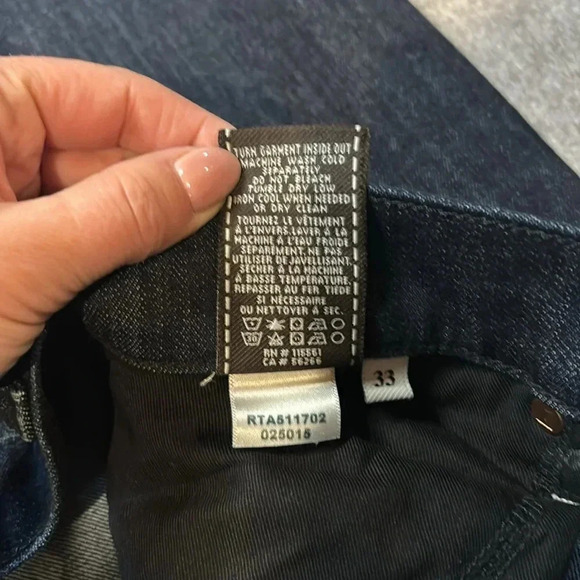 TURN GARMENT INSIDE OUT
MACHINE WASH COLD
SEPARATELY
DO NOT BLEACH
TUMBLE DRY LOW
IRON COOL WHEN NEEDED
OR DRY CLEAN
TOURNEZ LE VÊTEMENT
À L'ENVERS.LAVER À LA
MACHINE À L'EAU FROIDE
SÉPAREMENT. NE PAS
UTILISER DE JAVELLISANT.
SÉCHER À LA MACHINE
À BASSE TEMPÉRATURE.
REPASSER AU FER TIÈDE
SI NÉCESSAIRE
OU NETTOYER À SEC.
30
RN # 115561
CA # 56266
33
RTA511702
025015